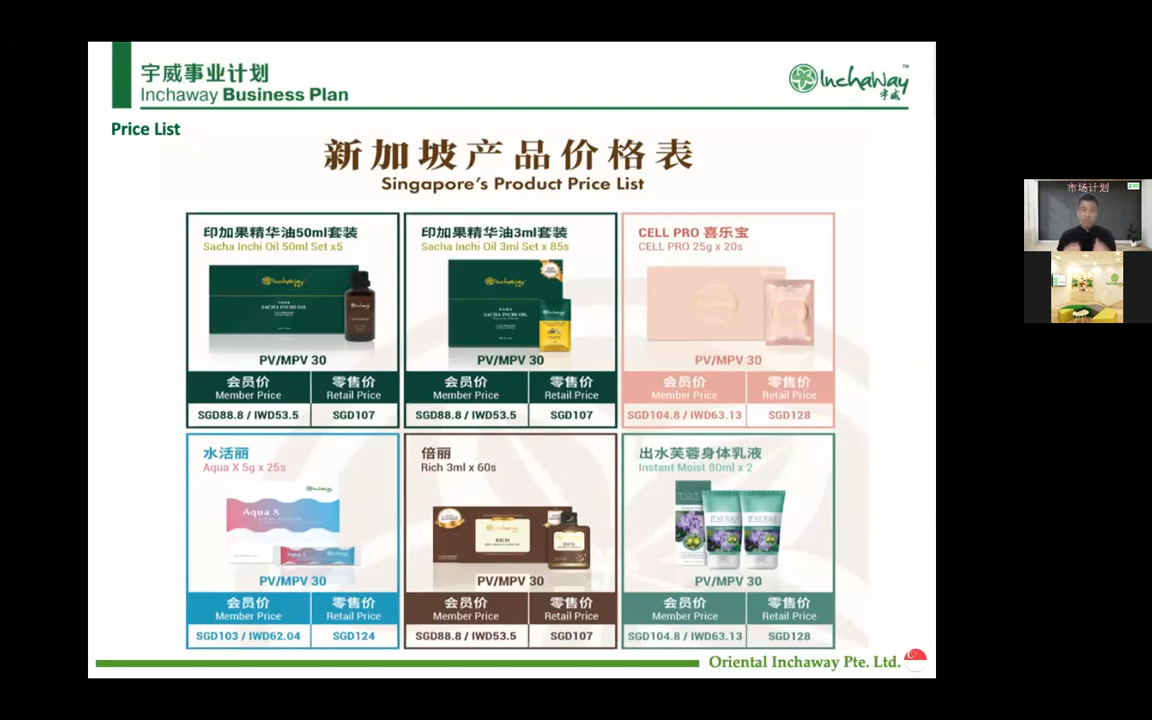 宇威事业计划
Inchaway Business Plan
Inchaway™
宇威
Price List
新加坡产品价格表
Singapore's Product Price List
印加果精华油50ml套装
Sacha Inchi Oil 50ml Set x5
Inchaway
SACHA INCHI OIL
PV/MPV 30
会员价 零售价
Member Price Retail Price
SGD88.8 / IWD53.5 SGD107
印加果精华油3ml套装
Sacha Inchi Oil 3ml Set x 85s
Inchaway
SACHA INCHI OIL
PV/MPV 30
会员价 零售价
Member Price Retail Price
SGD88.8 / IWD53.5 SGD107
CELL PRO 喜乐宝
CELL PRO 25g x 20s
PV/MPV 30
会员价 零售价
Member Price Retail Price
SGD104.8 / IWD63.13 SGD128
水活丽
Aqua X 5g x 25s
Inchaway
Aqua X
PV/MPV 30
会员价 零售价
Member Price Retail Price
SGD103 / IWD62.04 SGD124
倍丽
Rich 3ml x 60s
RICH
RICH
PV/MPV 30
会员价 零售价
Member Price Retail Price
SGD88.8 / IWD53.5 SGD107
出水芙蓉身体乳液
Instant Moist 80ml x 2
PV/MPV 30
会员价 零售价
Member Price Retail Price
SGD104.8 / IWD63.13 SGD128
Oriental Inchaway Pte. Ltd.
市场计划